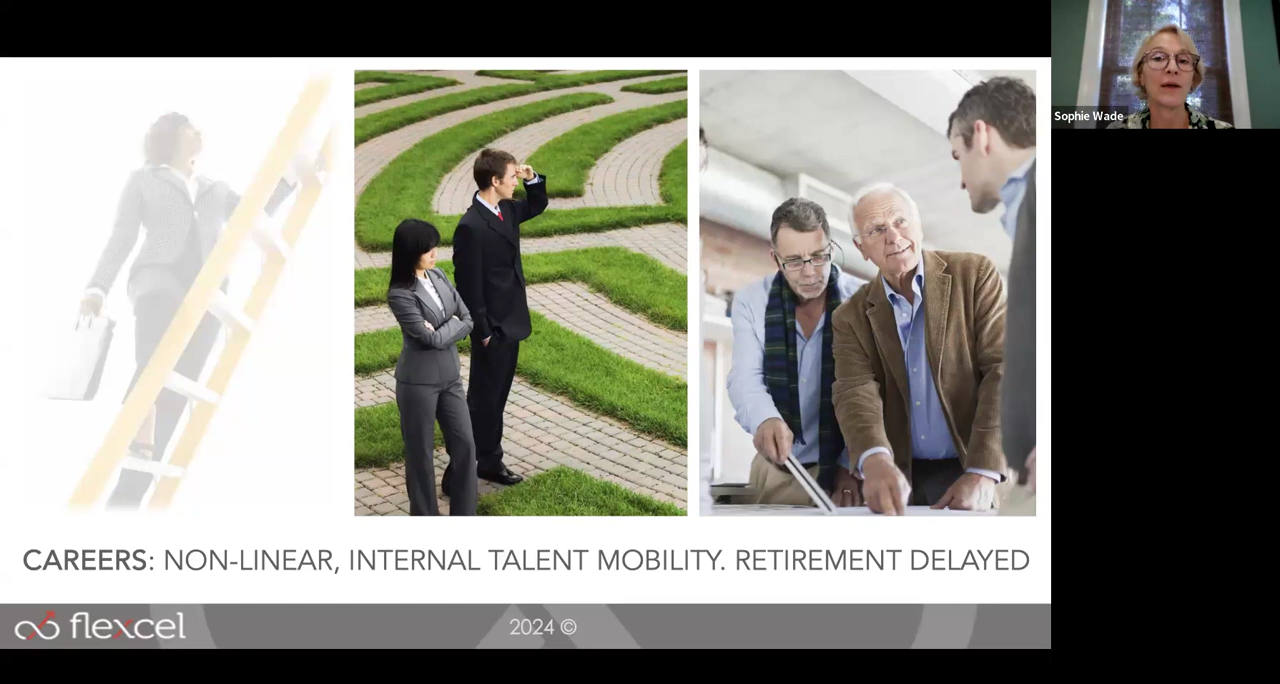 Sophie Wade
CAREERS: NON-LINEAR, INTERNAL TALENT MOBILITY. RETIREMENT DELAYED
flexcel
2024 ©